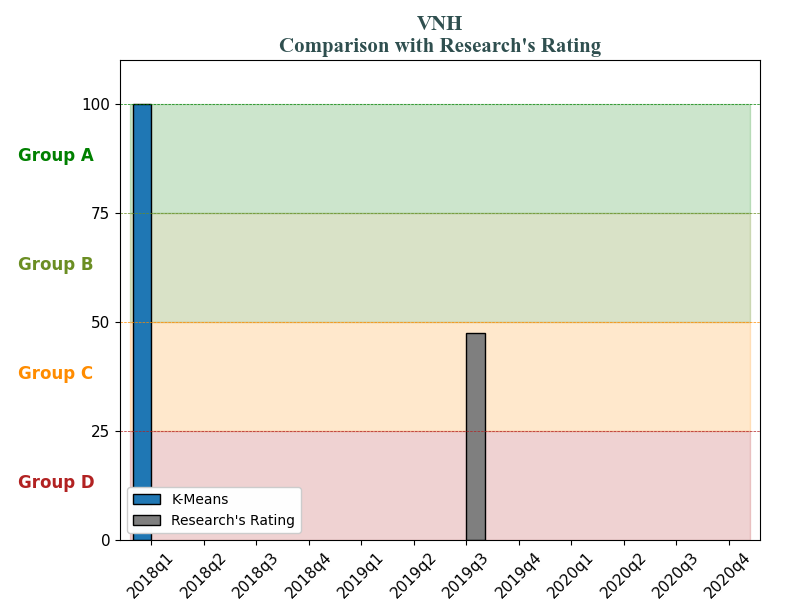 VNH
Comparison with Research's Rating
100
Group A
75
Group B
50
Group C
25
Group D
K-Means
Research's Rating
0
2018q1 2018q2 2018q3 2018q4 2019q1 2019q2 2019q3 2019q4 2020q1 2020q2 2020q3 2020q4